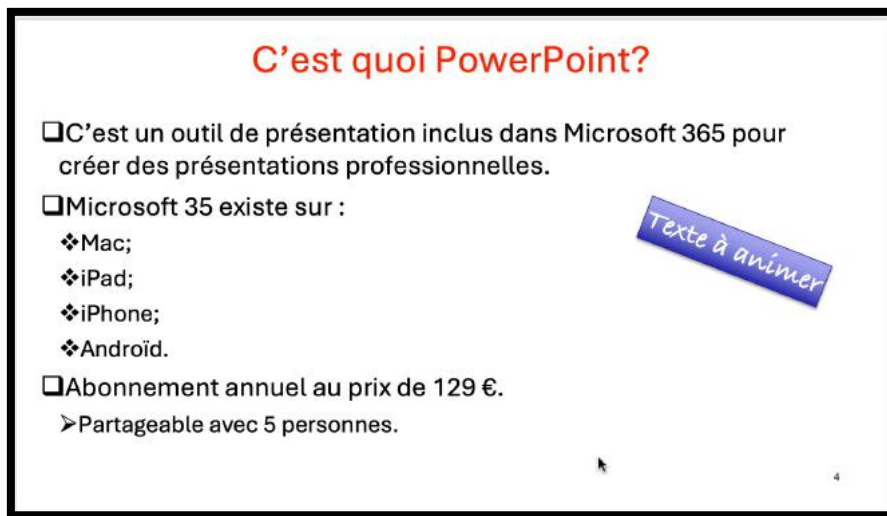 C’est quoi PowerPoint?
❑C’est un outil de présentation inclus dans Microsoft 365 pour
créer des présentations professionnelles.
❑Microsoft 35 existe sur :
❖Mac;
❖iPad;
❖iPhone;
❖Androïd.
Texte à animer
❑Abonnement annuel au prix de 129 €.
➢Partageable avec 5 personnes.
4